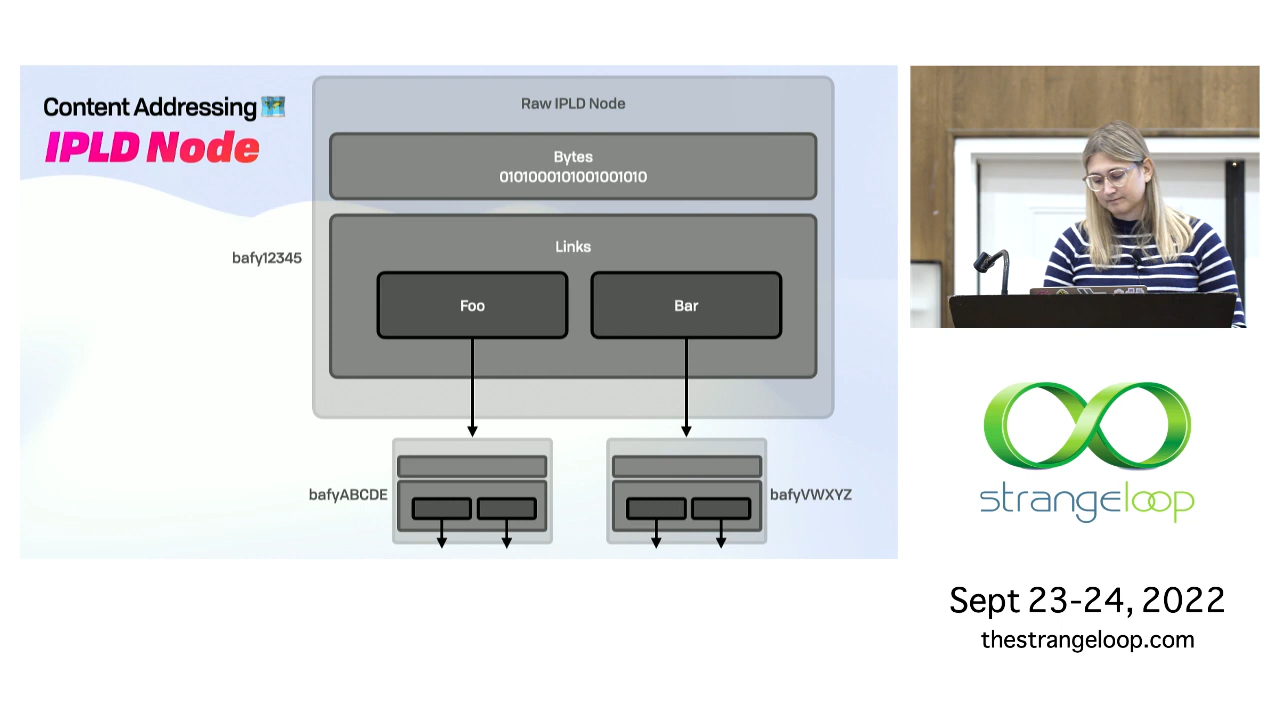 Content Addressing
IPLD Node
Raw IPLD Node
Bytes
0101000101001001010
Links
Foo
Bar
bafy12345
bafyABCDE
bafyVWXYZ
strangeloop
Sept 23-24, 2022
thestrangeloop.com